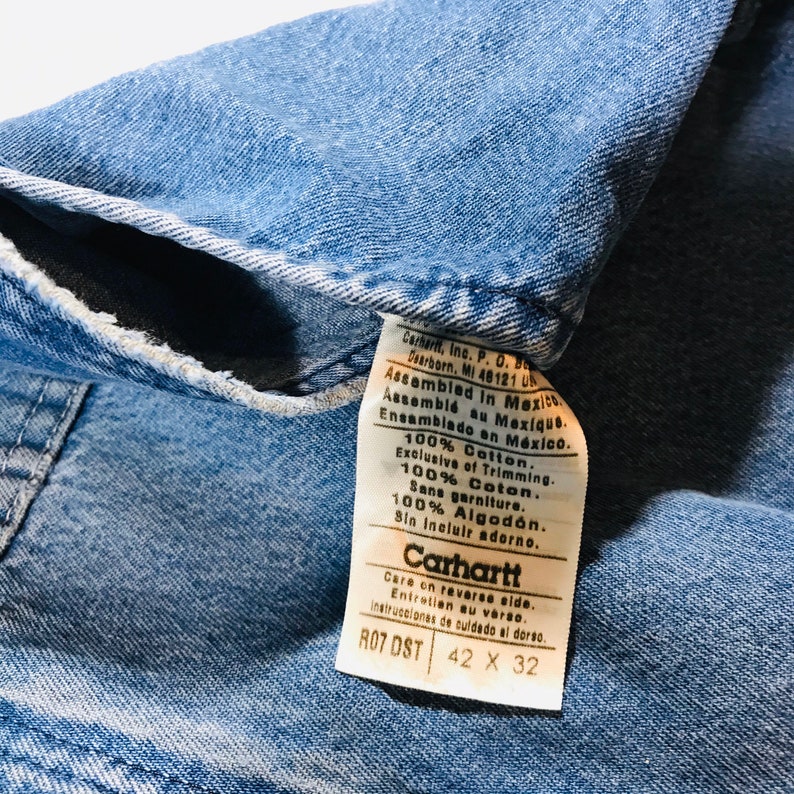 Carhartt, Inc. P. O.
Dearborn, MI 48121
Assembled in Mexico.
Assemblé au Mexique.
Ensamblado en México.
100% Cotton.
Exclusive of Trimming.
100% Coton.
Sans garniture.
100% Algodón.
Sin incluir adorno.
Carhartt
Care on reverse side.
Entretien au verso.
Instrucciones de cuidado al dorso.
R07 DST 42 X 32